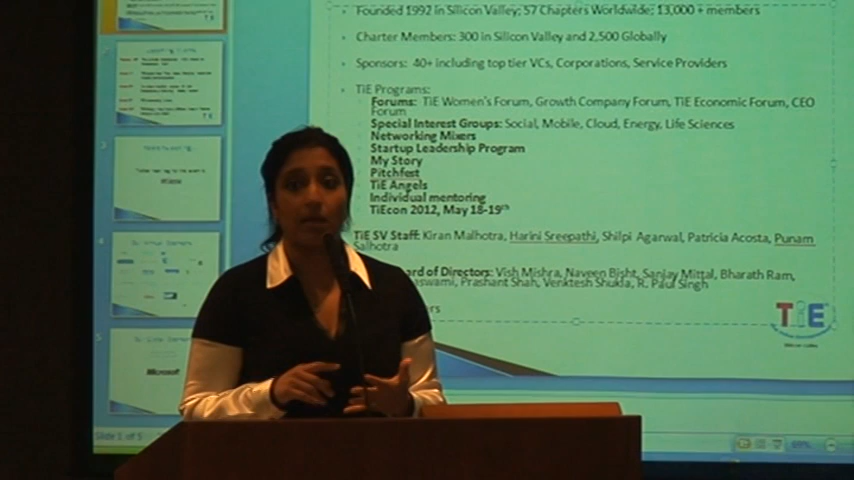 Founded 1992 in Silicon Valley; 57 Chapters Worldwide; 13,000 + members
Charter Members: 300 in Silicon Valley and 2,500 Globally
Sponsors: 40+ including top tier VCs, Corporations, Service Providers
TiE Programs:
Forums: TiE Women's Forum, Growth Company Forum, TiE Economic Forum, CEO
Forum
Special Interest Groups: Social, Mobile, Cloud, Energy, Life Sciences
Networking Mixers
Startup Leadership Program
My Story
Pitchfest
TiE Angels
Individual mentoring
TiEcon 2012, May 18-19th
TiE SV Staff: Kiran Malhotra, Harini Sreepathi, Shilpi Agarwal, Patricia Acosta, Punam
Salhotra
ard of Directors: Vish Mishra, Naveen Bisht, Sanjay Mittal, Bharath Ram,
aswami, Prashant Shah, Venktesh Shukla, R. Paul Singh
ers
TiE
Microsoft
Slide 1 of 5
69%